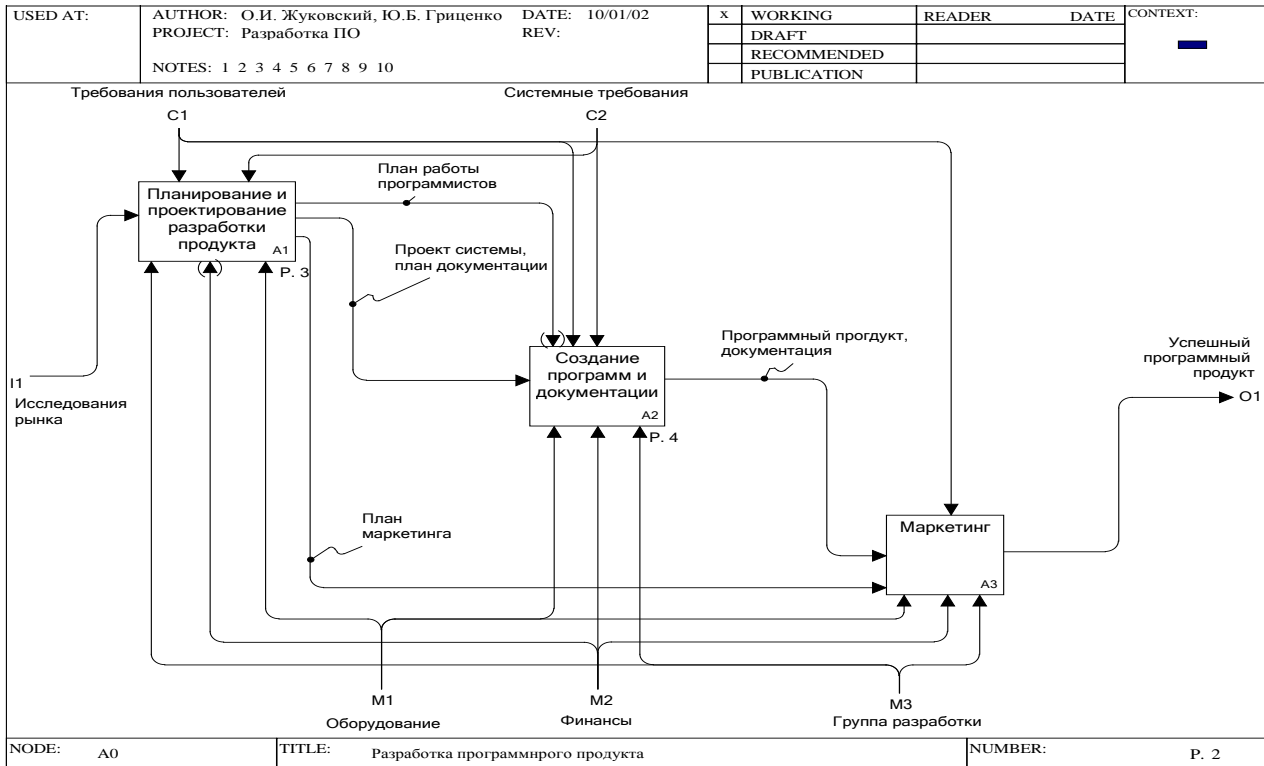 USED AT:
AUTHOR: О.И. Жуковский, Ю.Б. Гриценко DATE: 10/01/02
PROJECT: Разработка ПО REV:
NOTES: 1 2 3 4 5 6 7 8 9 10
x WORKING
DRAFT
RECOMMENDED
PUBLICATION
READER DATE
CONTEXT:
Требования пользователей
C1
Системные требования
C2
План работы
программистов
Планирование и
проектирование
разработки
продукта
A1
P. 3
Проект системы,
план документации
I1
Исследования
рынка
Создание
программ и
документации
A2
P. 4
Программный прогдукт,
документация
Успешный
программный
продукт
O1
План
маркетинга
Маркетинг
A3
M1
Оборудование
M2
Финансы
M3
Группа разработки
NODE: A0
TITLE: Разработка программнрого продукта
NUMBER: P. 2